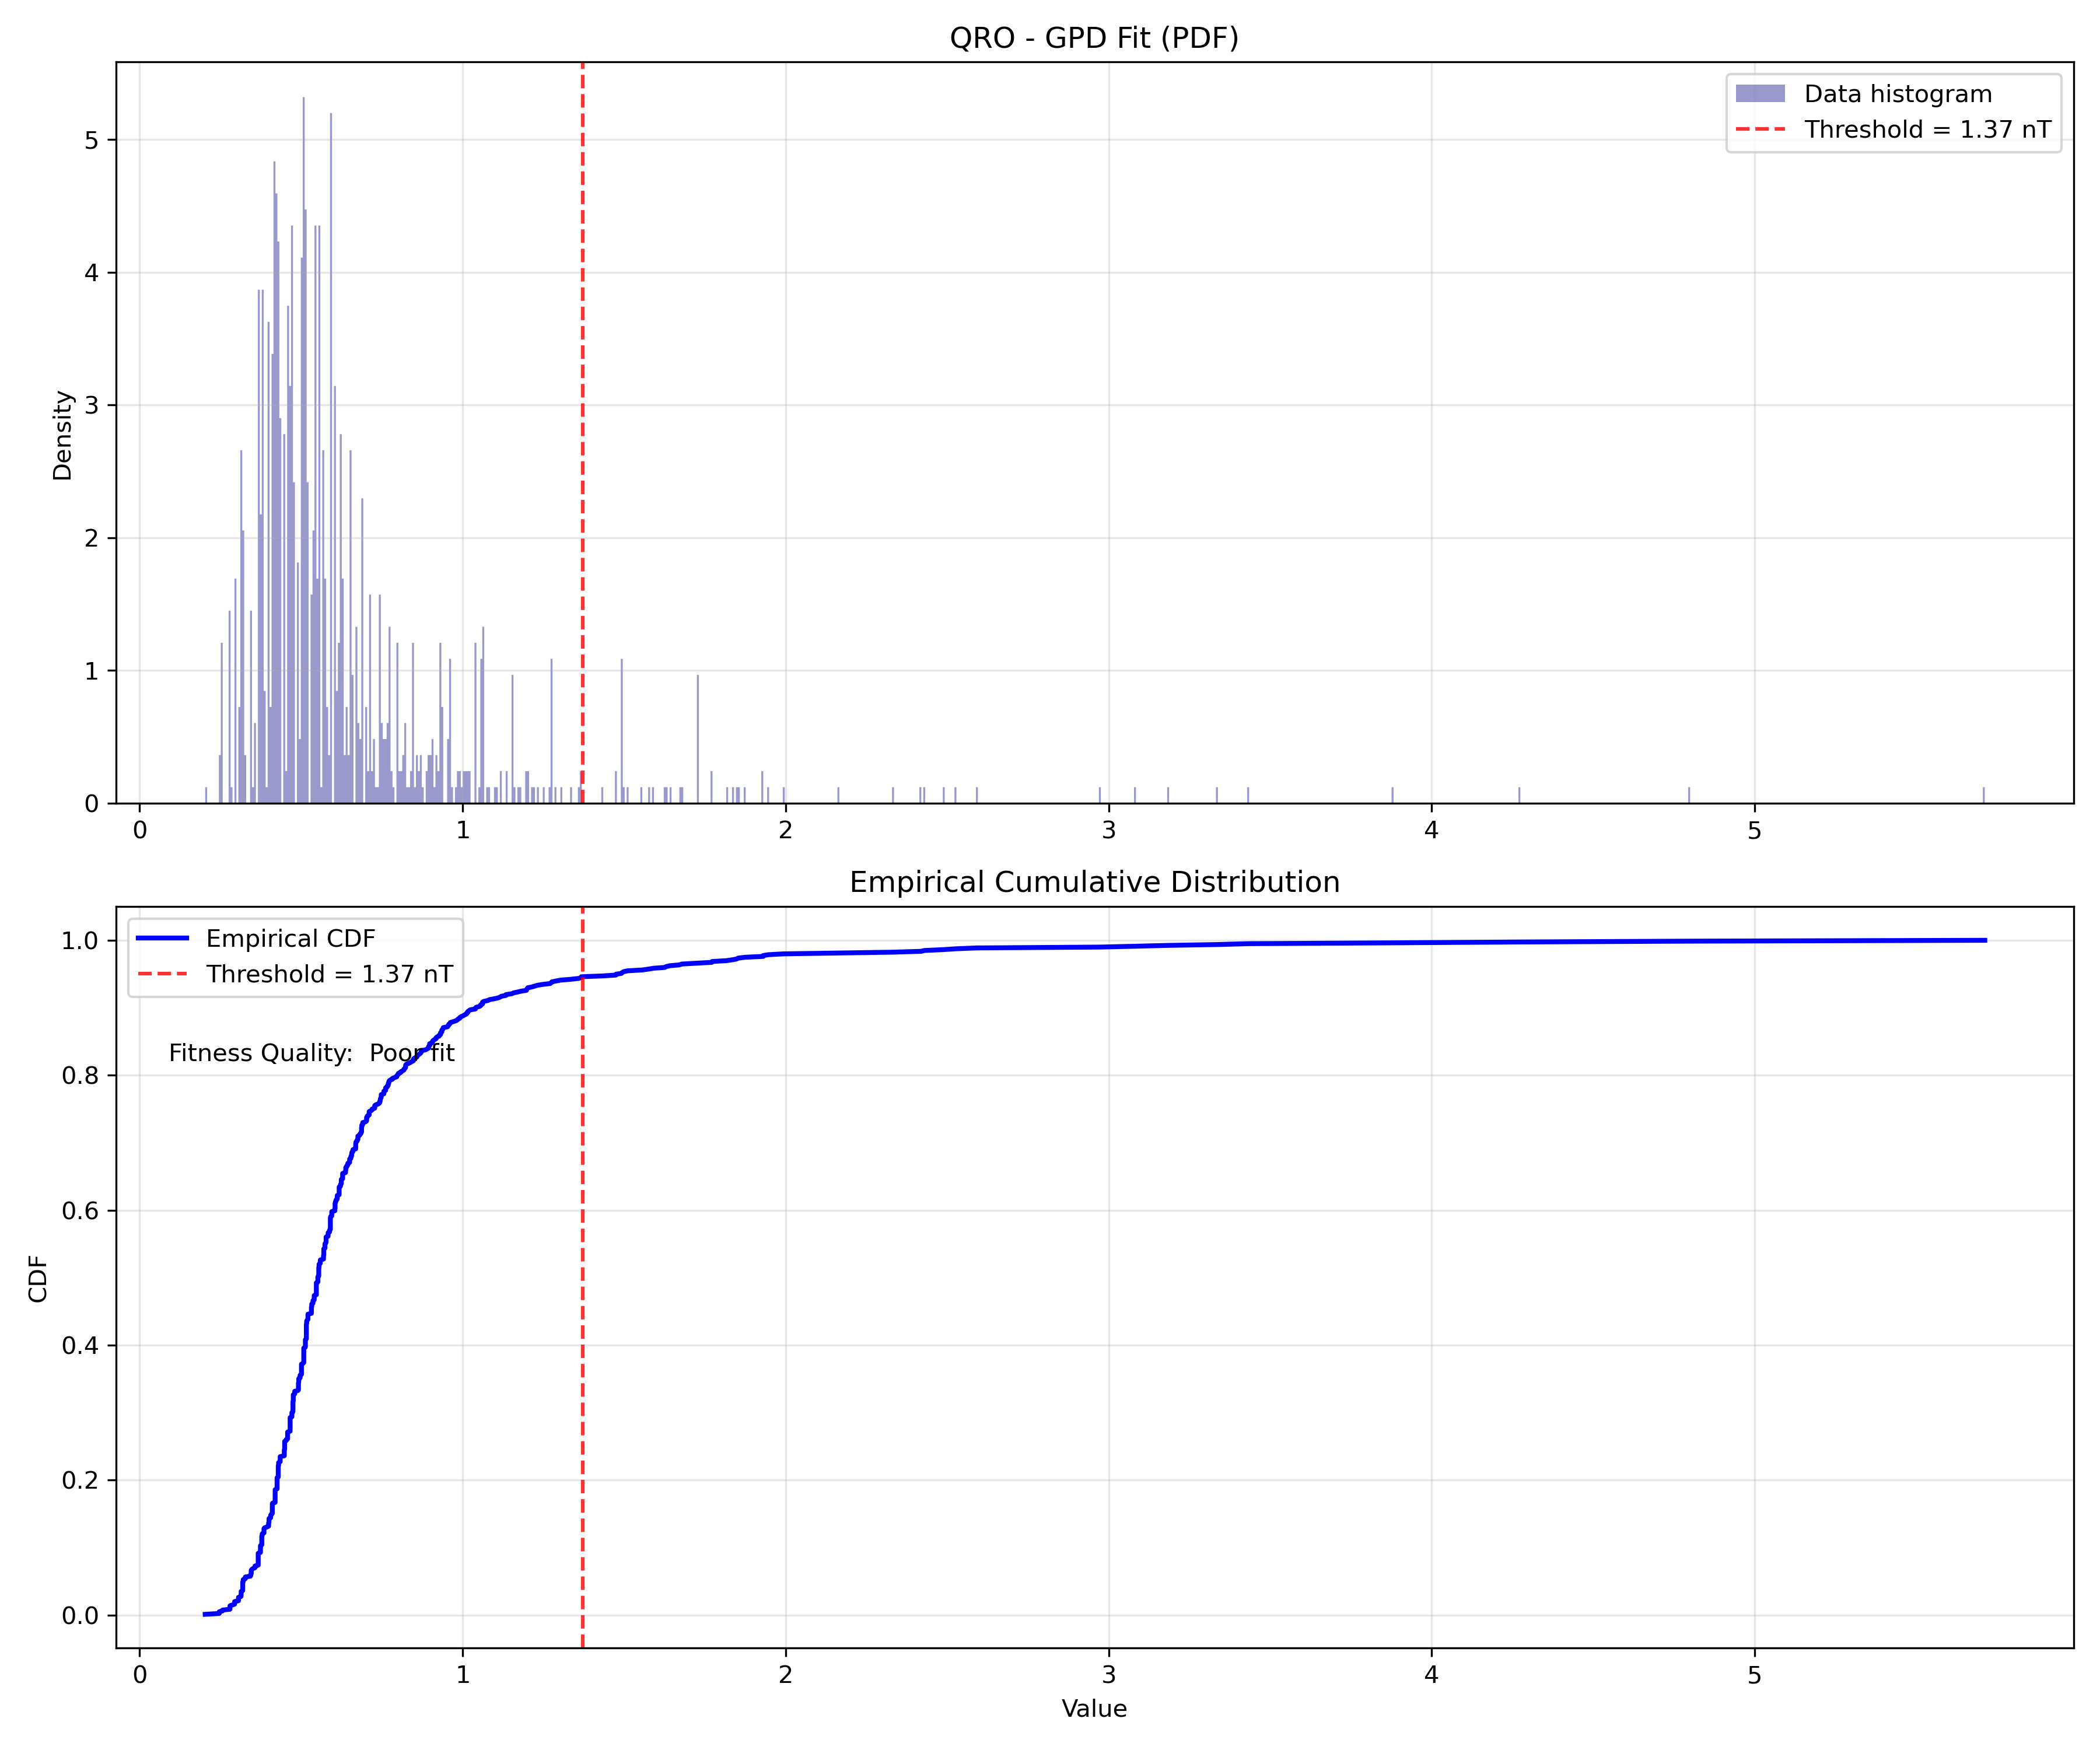 QRO - GPD Fit (PDF)
Data histogram
Threshold = 1.37 nT
Density
5
4
3
2
1
0
0 1 2 3 4 5
Empirical Cumulative Distribution
Empirical CDF
Threshold = 1.37 nT
Fitness Quality:  Poor fit
CDF
1.0
0.8
0.6
0.4
0.2
0.0
0 1 2 3 4 5
Value